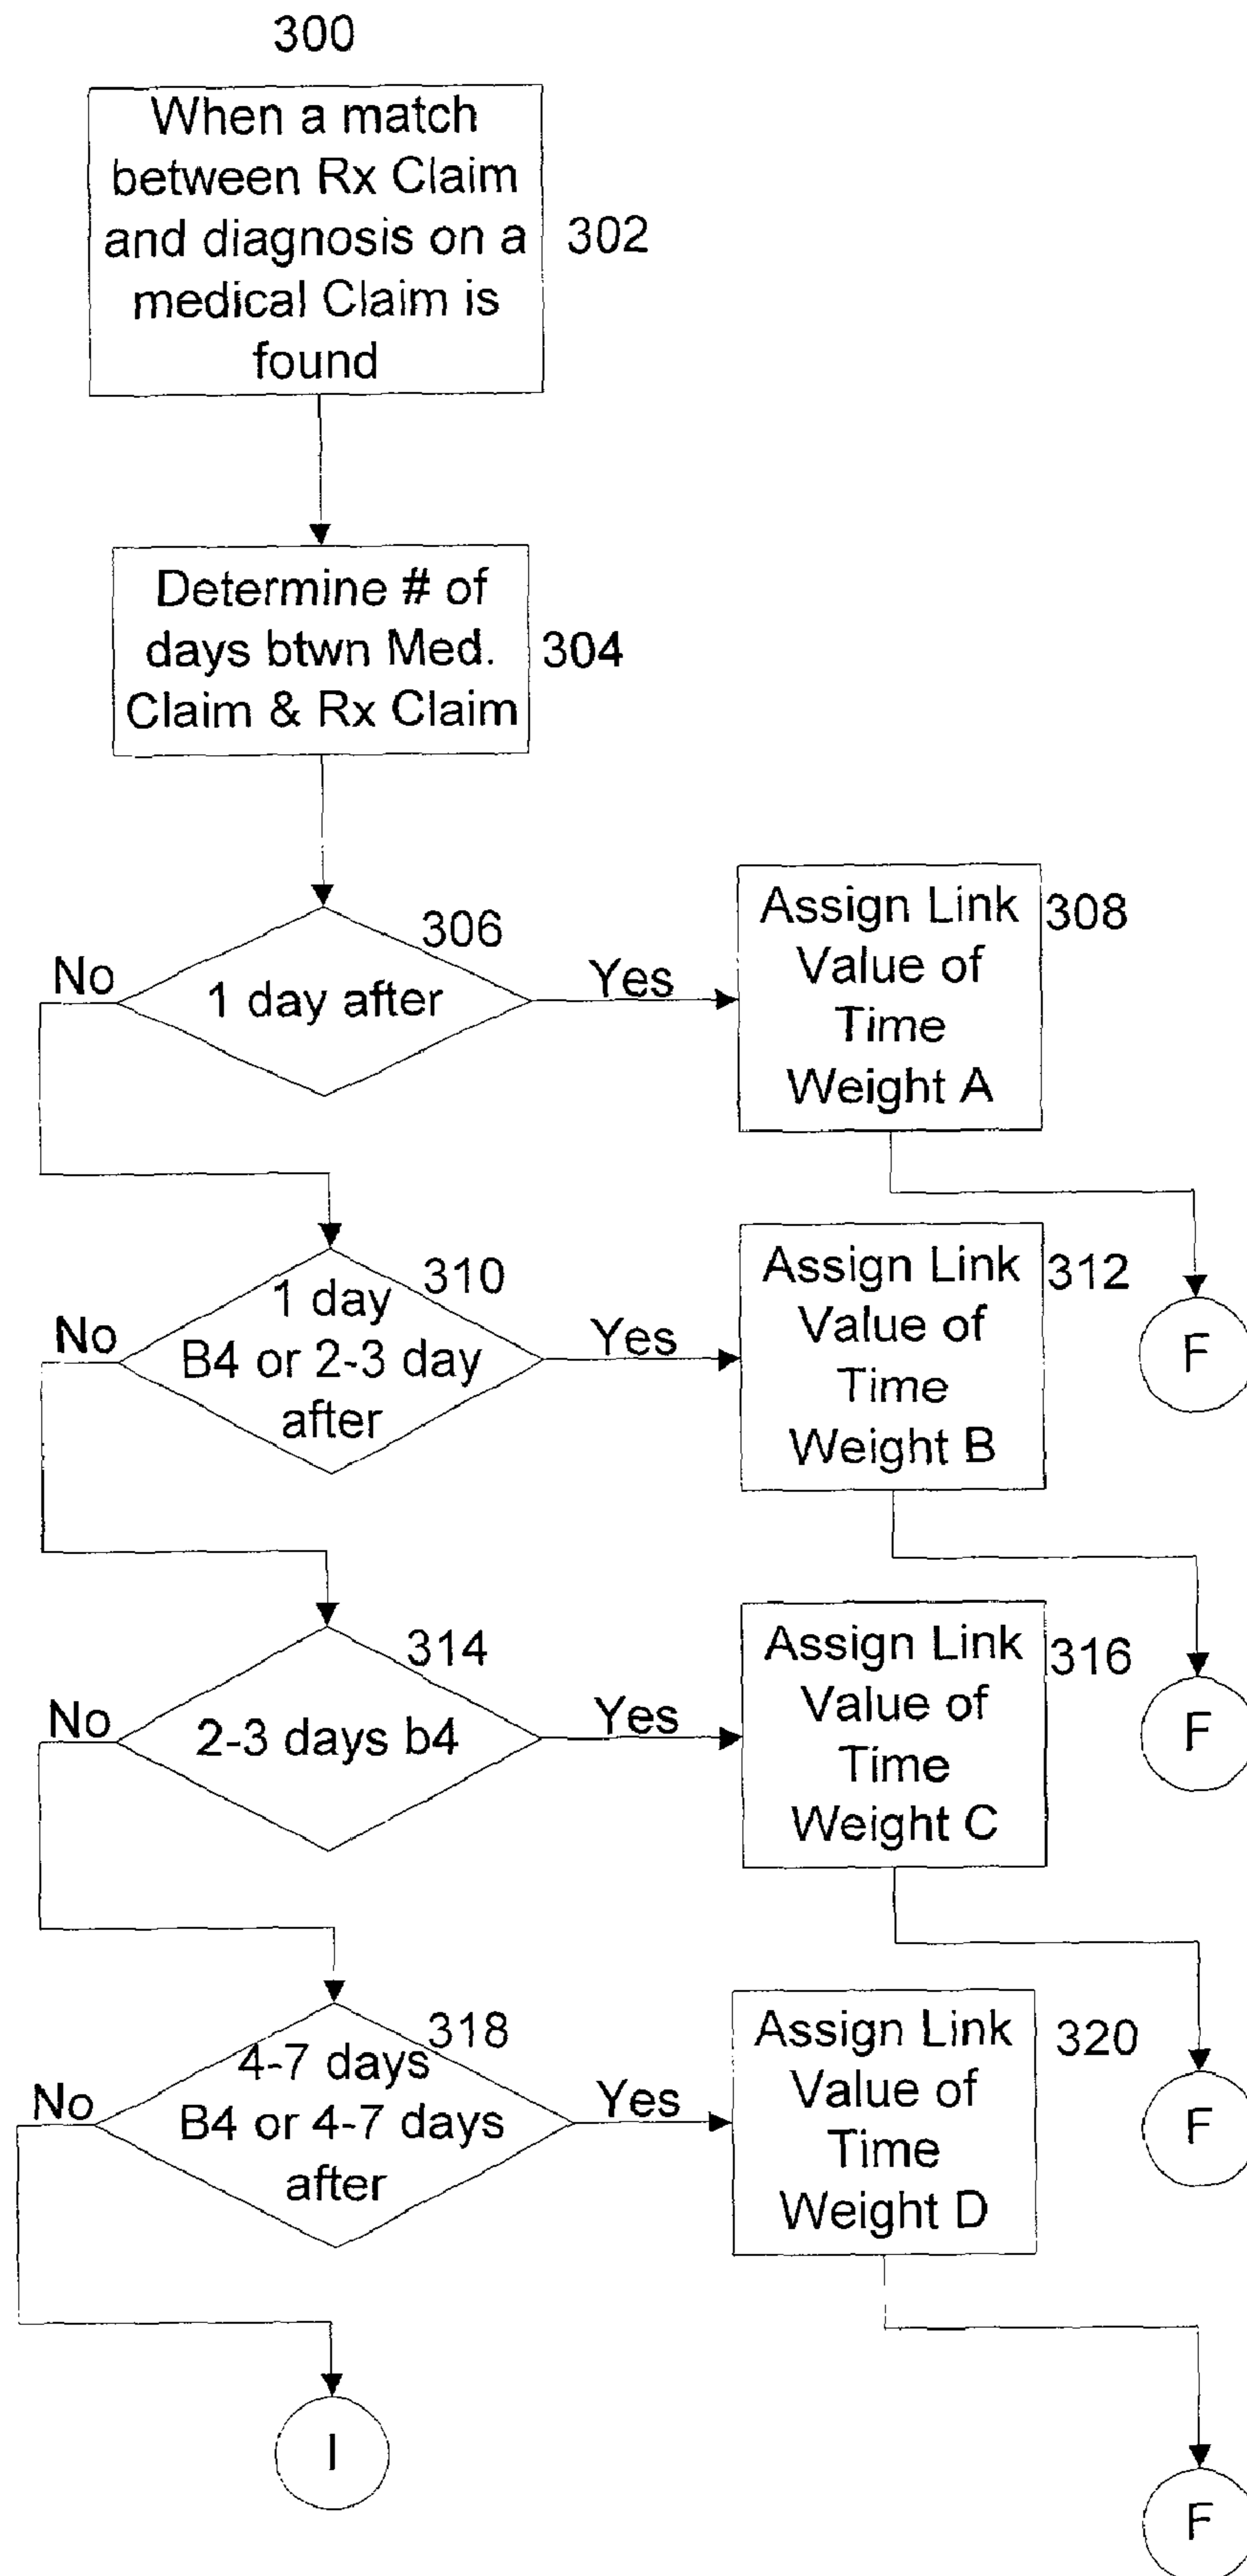 300
When a match
between Rx Claim
and diagnosis on a
medical Claim is
found
302
Determine # of
days btwn Med.
Claim & Rx Claim
304
306
No
1 day after
Yes
Assign Link
Value of
Time
Weight A
308
F
310
No
1 day
B4 or 2-3 day
after
Yes
Assign Link
Value of
Time
Weight B
312
F
314
No
2-3 days b4
Yes
Assign Link
Value of
Time
Weight C
316
F
318
No
4-7 days
B4 or 4-7 days
after
Yes
Assign Link
Value of
Time
Weight D
320
F
I